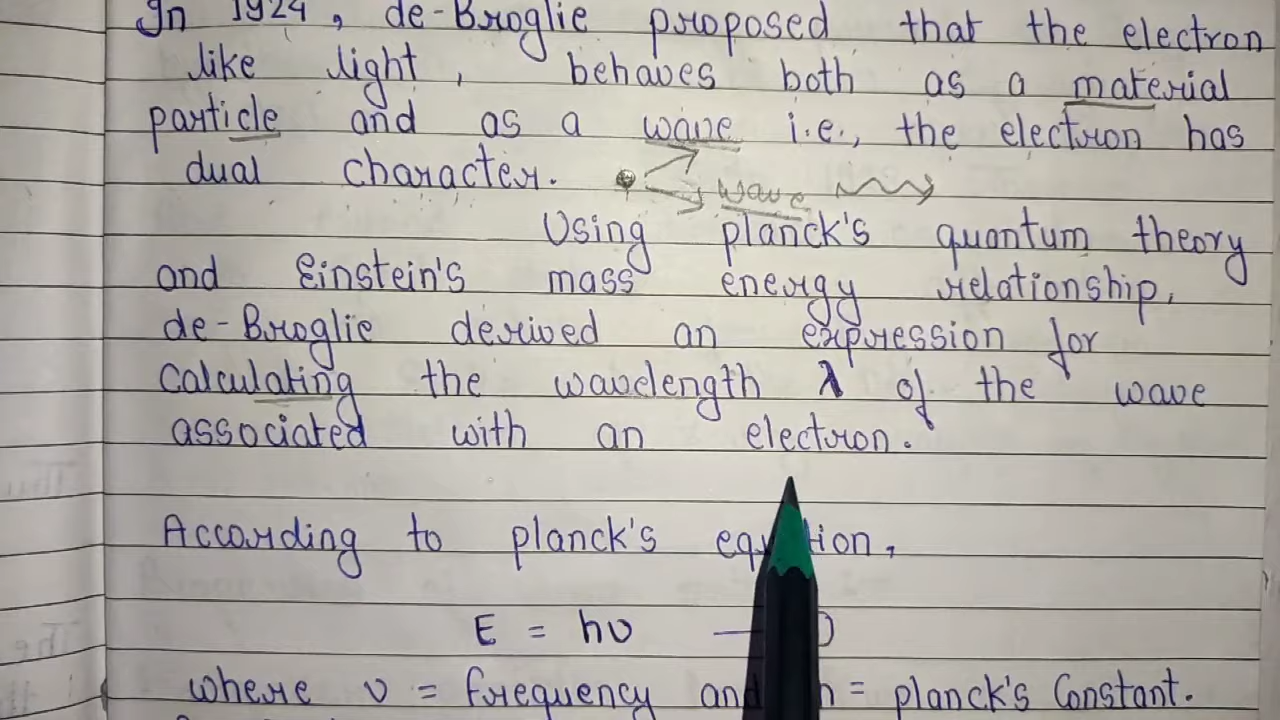 In 1924, de-Broglie proposed that the electron
like light, behaves both as a material
particle and as a wave i.e., the electron has
dual character.
wave
Using planck's quantum theory
and Einstein's mass energy relationship,
de-Broglie derived an expression for
calculating the wavelength λ of the wave
associated with an electron.
According to planck's equation,
E = hυ —
where υ = frequency and h = planck's Constant.